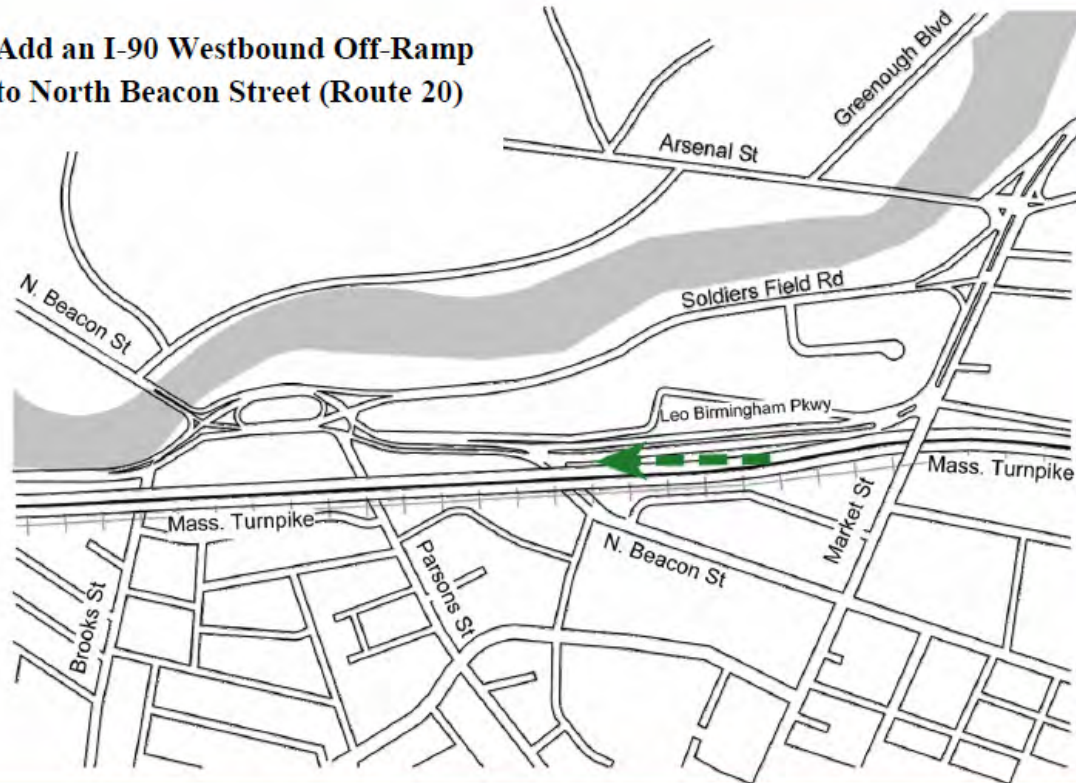 Add an I-90 Westbound Off-Ramp
to North Beacon Street (Route 20)
Greenough Blvd
Arsenal St
N. Beacon St
Soldiers Field Rd
Leo Birmingham Pkwy
Mass. Turnpike
Mass. Turnpike
Market St
N. Beacon St
Parsons St
Brooks St